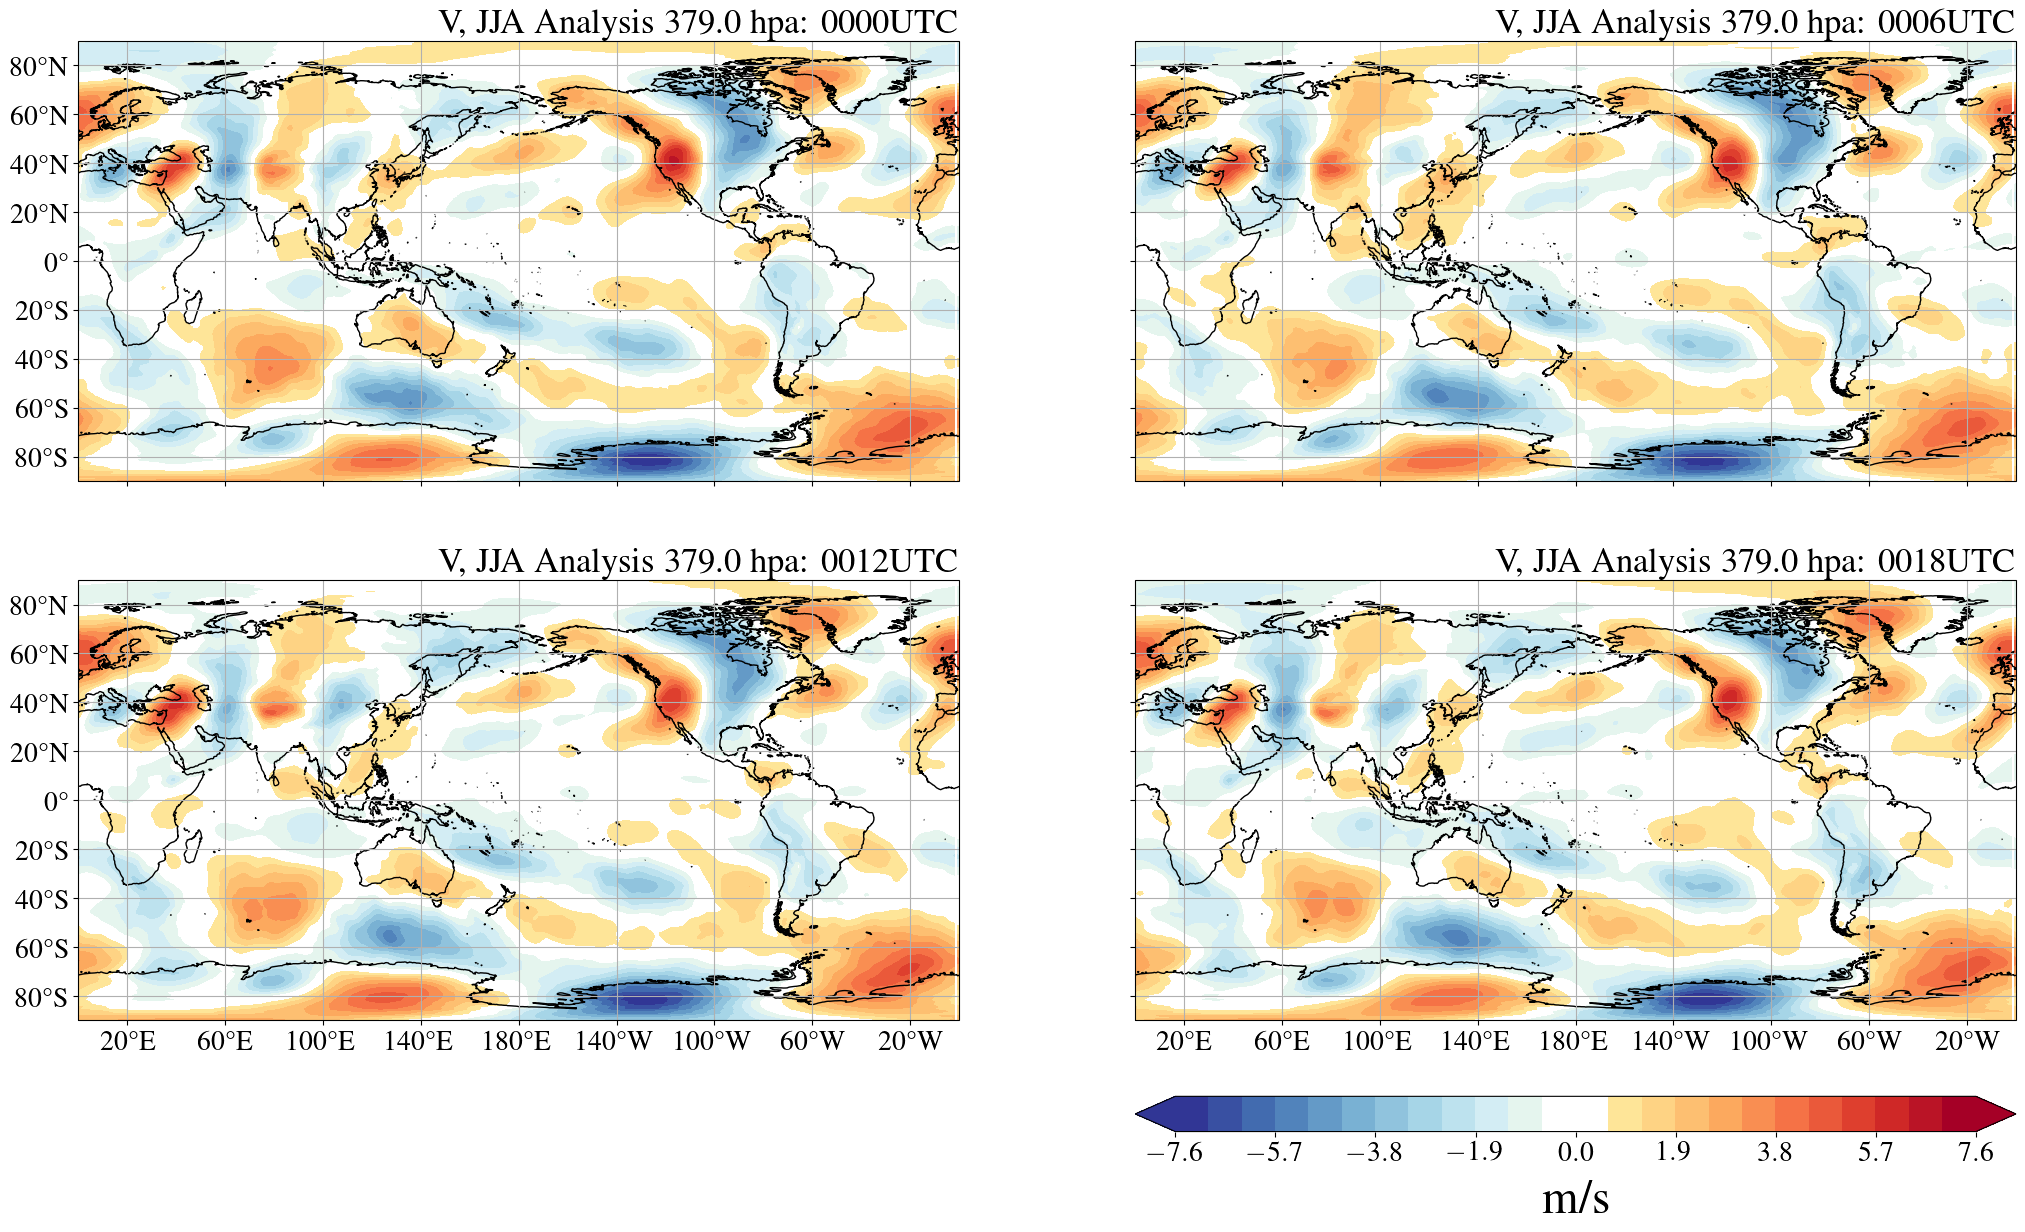 V, JJA Analysis 379.0 hpa: 0000UTC
V, JJA Analysis 379.0 hpa: 0006UTC
80°N
60°N
40°N
20°N
0°
20°S
40°S
60°S
80°S
V, JJA Analysis 379.0 hpa: 0012UTC
V, JJA Analysis 379.0 hpa: 0018UTC
80°N
60°N
40°N
20°N
0°
20°S
40°S
60°S
80°S
20°E 60°E 100°E 140°E 180°E 140°W 100°W 60°W 20°W
20°E 60°E 100°E 140°E 180°E 140°W 100°W 60°W 20°W
−7.6 −5.7 −3.8 −1.9 0.0 1.9 3.8 5.7 7.6
m/s